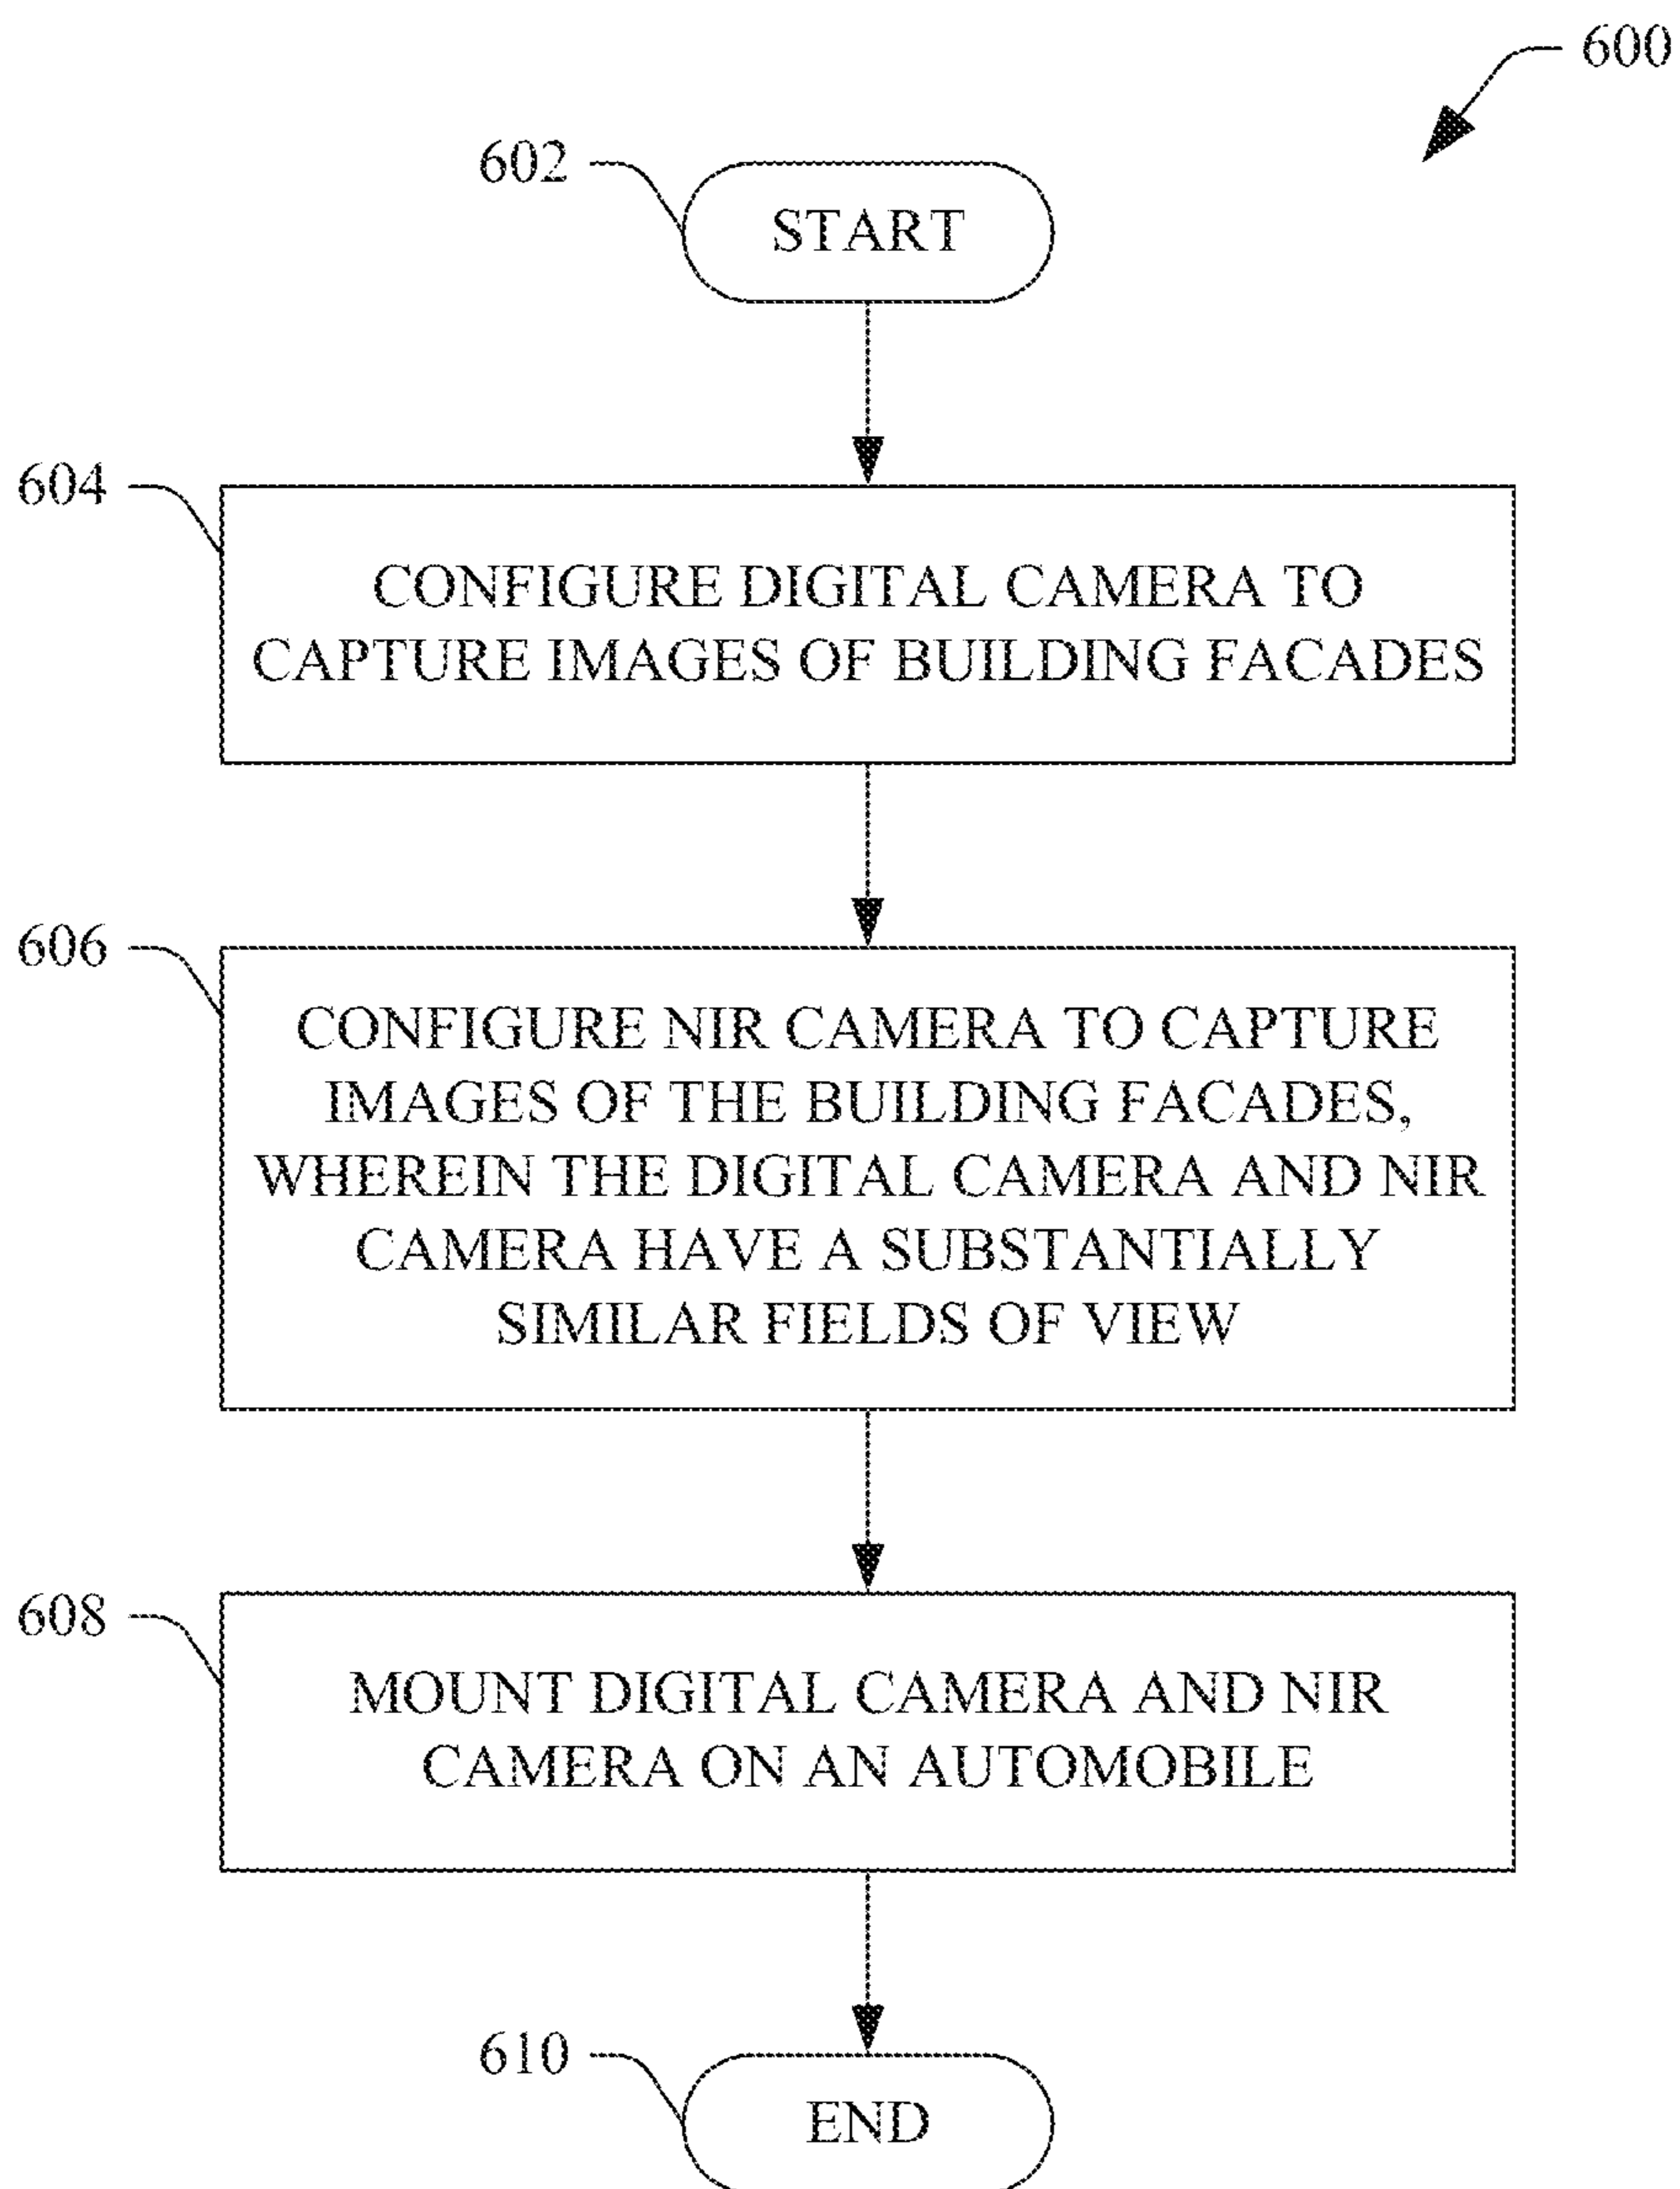 600
602
START
604
CONFIGURE DIGITAL CAMERA TO
CAPTURE IMAGES OF BUILDING FACADES
606
CONFIGURE NIR CAMERA TO CAPTURE
IMAGES OF THE BUILDING FACADES,
WHEREIN THE DIGITAL CAMERA AND NIR
CAMERA HAVE A SUBSTANTIALLY
SIMILAR FIELDS OF VIEW
608
MOUNT DIGITAL CAMERA AND NIR
CAMERA ON AN AUTOMOBILE
610
END